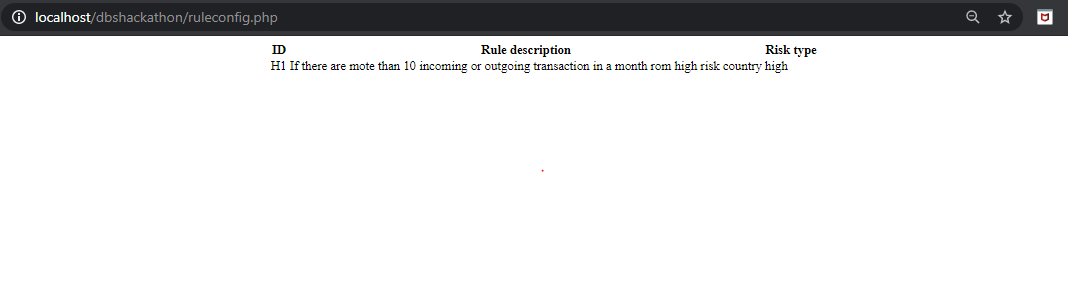 localhost/dbshackathon/ruleconfig.php
ID Rule description Risk type
H1 If there are mote than 10 incoming or outgoing transaction in a month rom high risk country high